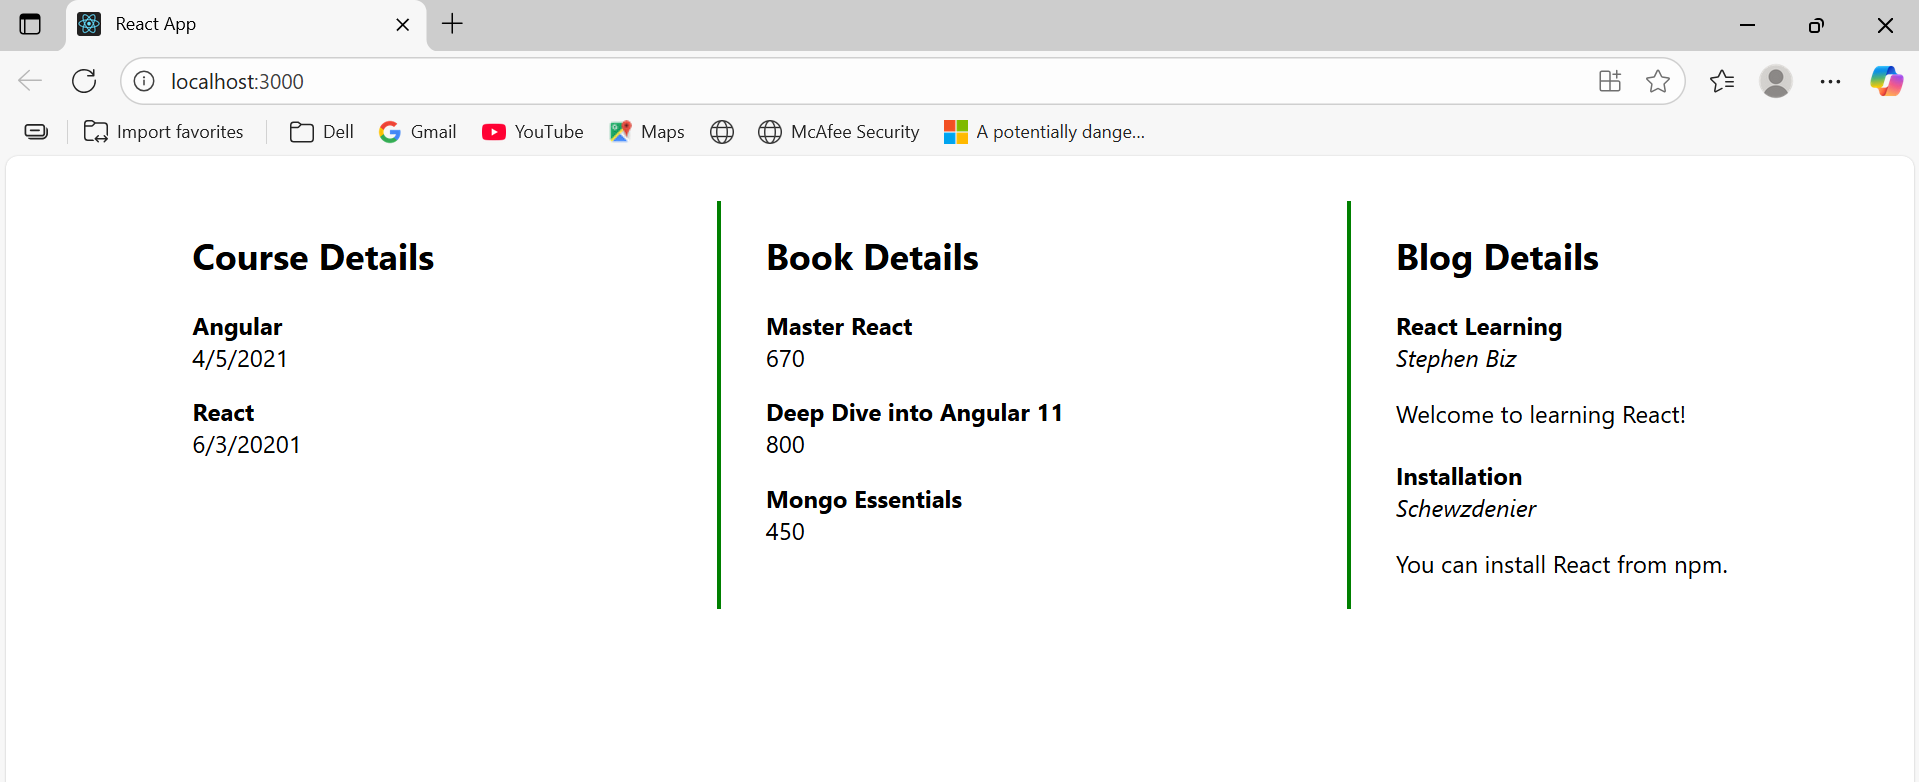 React App
localhost:3000
Import favorites
Dell
Gmail
YouTube
Maps
McAfee Security
A potentially dange...
Course Details
Angular
4/5/2021
React
6/3/20201
Book Details
Master React
670
Deep Dive into Angular 11
800
Mongo Essentials
450
Blog Details
React Learning
Stephen Biz
Welcome to learning React!
Installation
Schewzdenier
You can install React from npm.